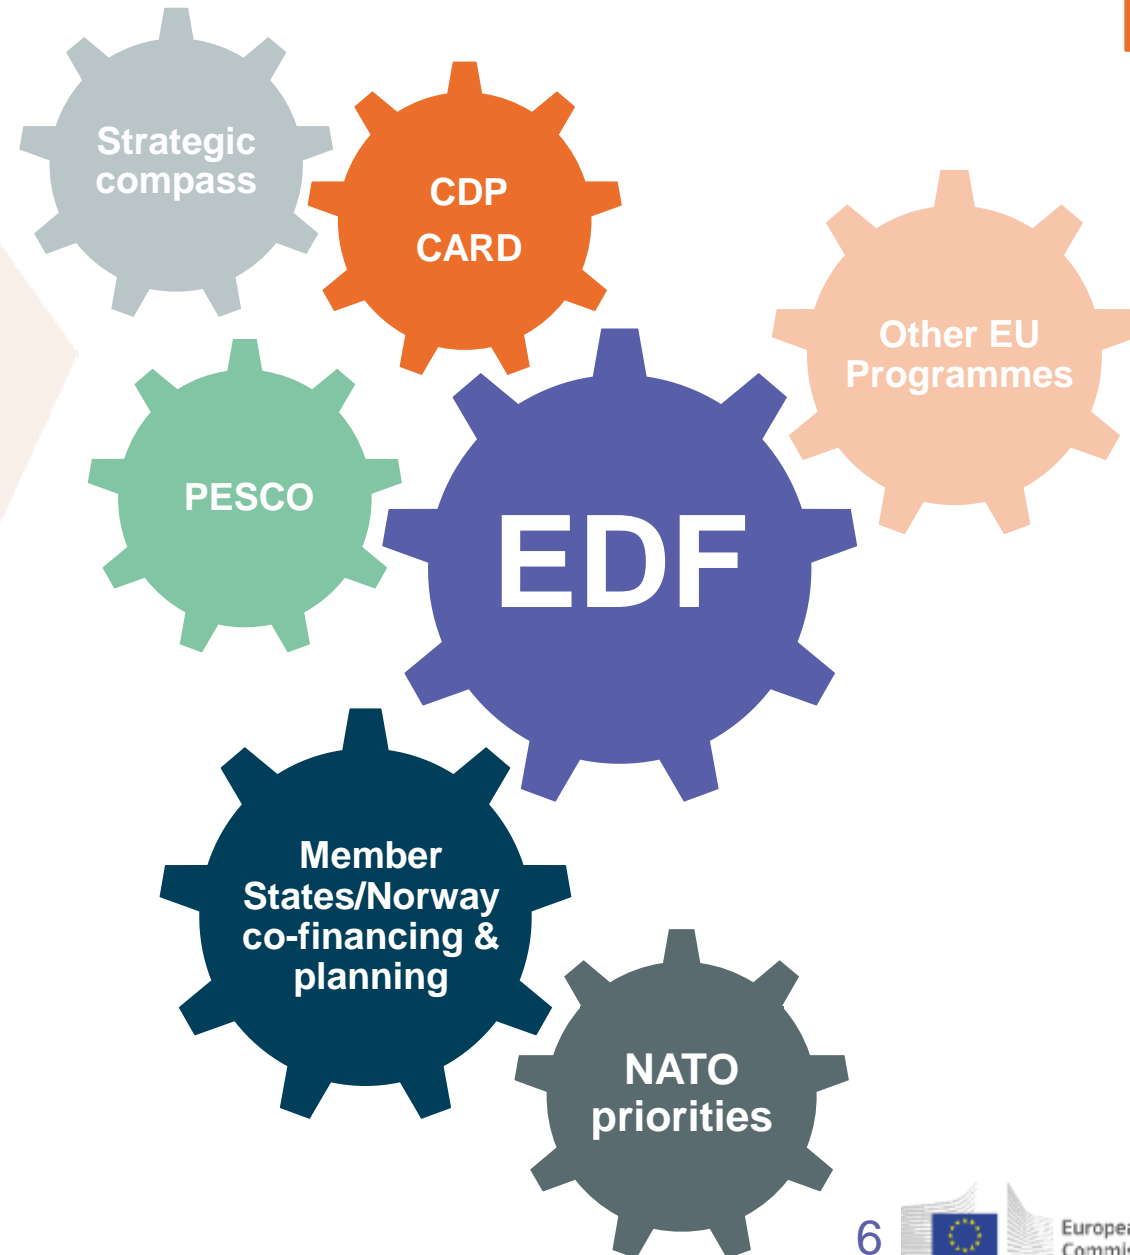 Strategic
compass
CDP
CARD
Other EU
Programmes
PESCO
EDF
Member
States/Norway
co-financing &
planning
NATO
priorities
6